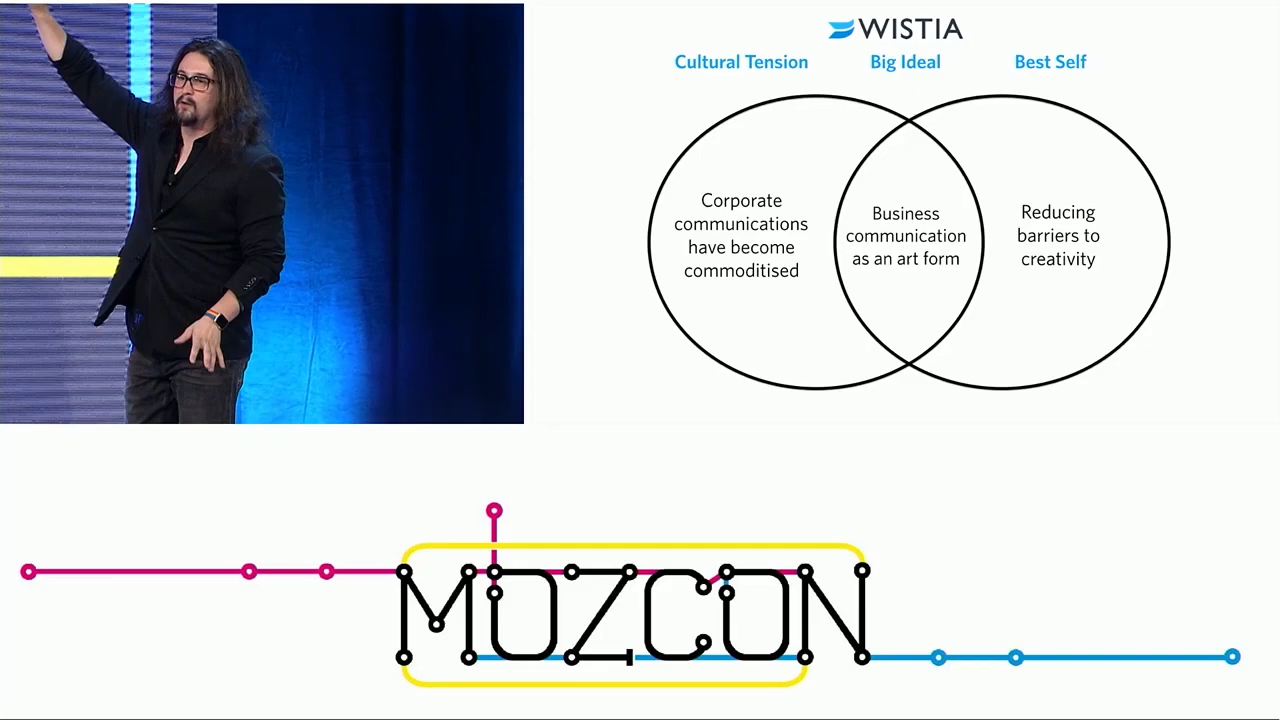 WISTIA
Cultural Tension
Big Ideal
Best Self
Corporate
communications
have become
commoditised
Business
communication
as an art form
Reducing
barriers to
creativity
MOZCON